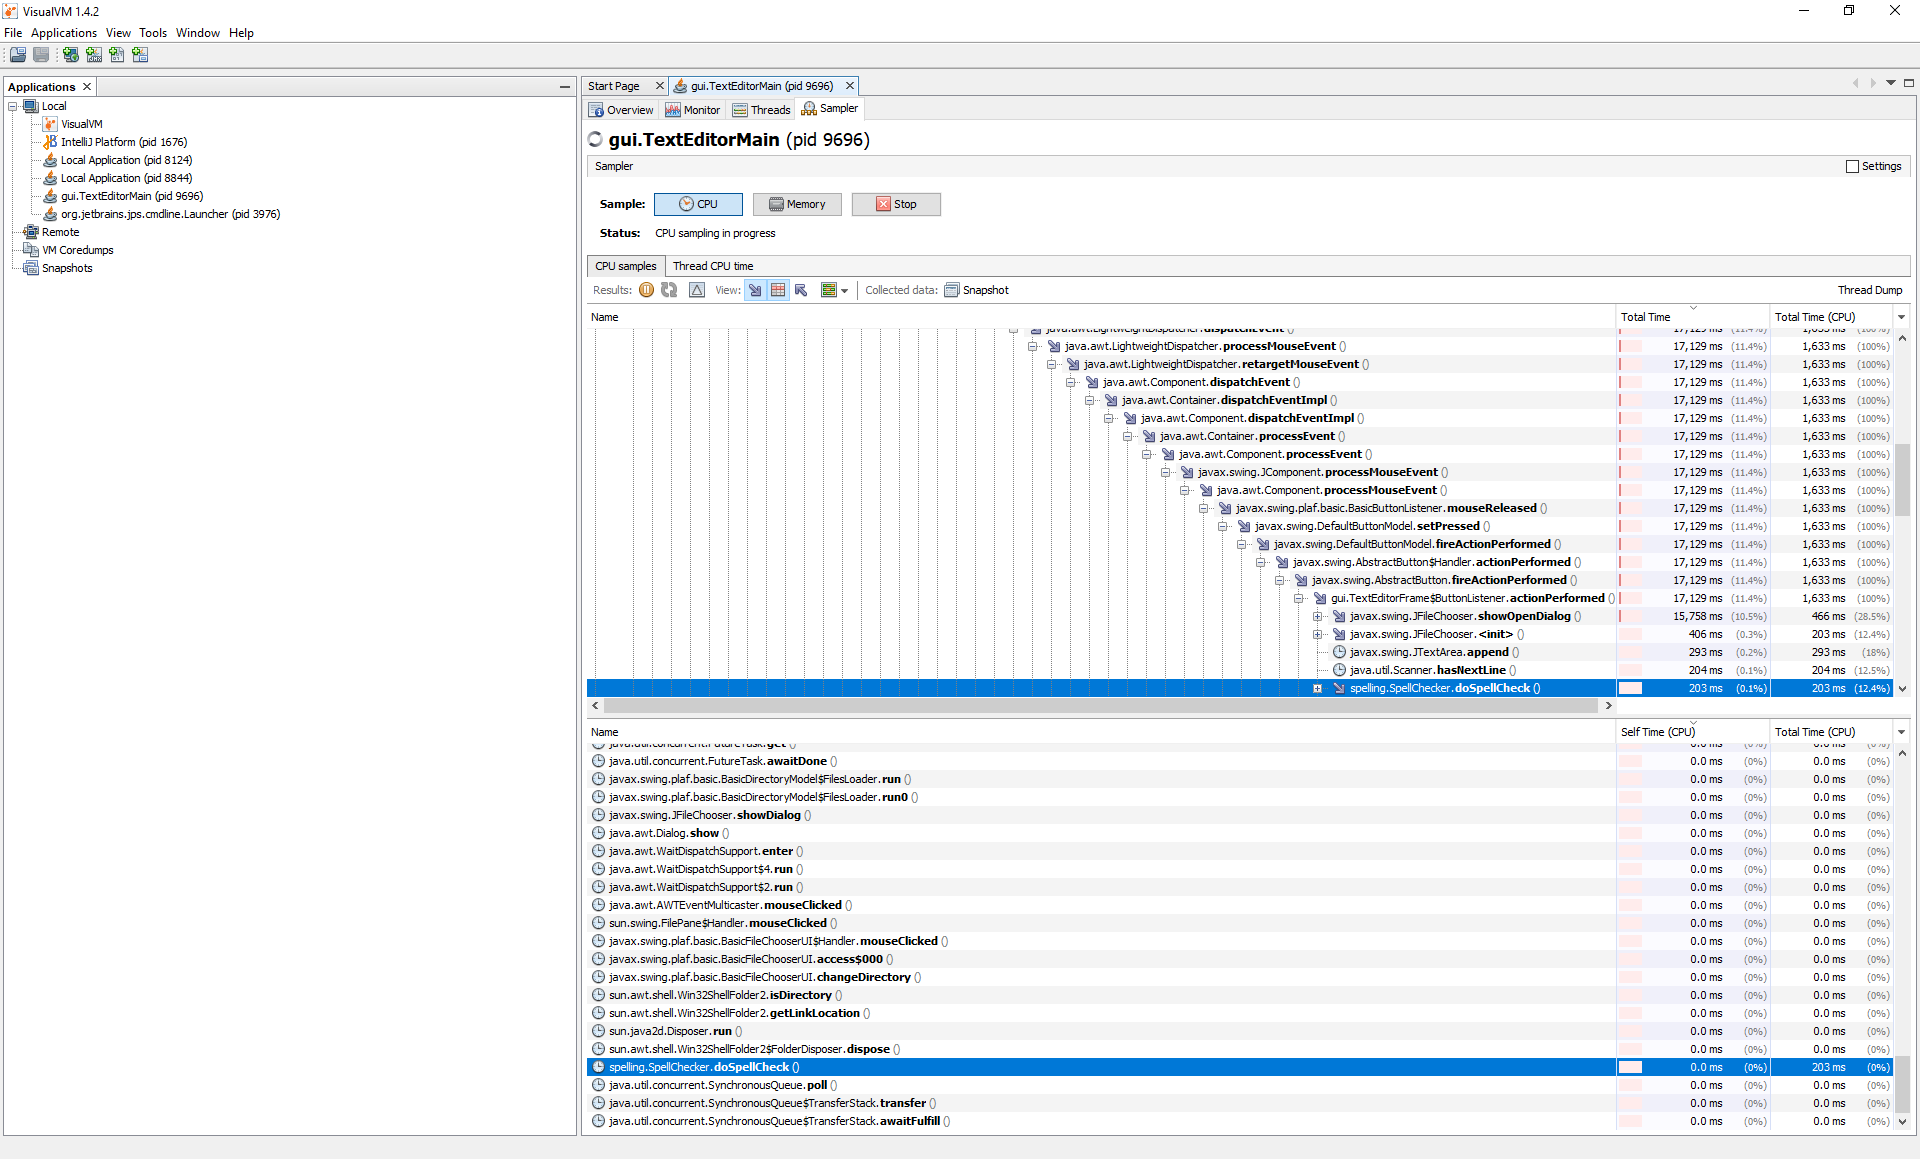 VisualVM 1.4.2
File Applications View Tools Window Help
Applications
Local
VisualVM
IntelliJ Platform (pid 1676)
Local Application (pid 8124)
Local Application (pid 8844)
gui.TextEditorMain (pid 9696)
org.jetbrains.jps.cmdline.Launcher (pid 3976)
Remote
VM Coredumps
Snapshots
Start Page gui.TextEditorMain (pid 9696)
Overview Monitor Threads Sampler
gui.TextEditorMain (pid 9696)
Sampler Settings
Sample: CPU Memory Stop
Status: CPU sampling in progress
CPU samples Thread CPU time
Results: View: Collected data: Snapshot Thread Dump
Name Total Time Total Time (CPU)
java.awt.LightweightDispatcher.dispatchEvent () 17,129 ms (11.4%) 1,633 ms (100%)
java.awt.LightweightDispatcher.processMouseEvent () 17,129 ms (11.4%) 1,633 ms (100%)
java.awt.LightweightDispatcher.retargetMouseEvent () 17,129 ms (11.4%) 1,633 ms (100%)
java.awt.Component.dispatchEvent () 17,129 ms (11.4%) 1,633 ms (100%)
java.awt.Container.dispatchEventImpl () 17,129 ms (11.4%) 1,633 ms (100%)
java.awt.Component.dispatchEventImpl () 17,129 ms (11.4%) 1,633 ms (100%)
java.awt.Container.processEvent () 17,129 ms (11.4%) 1,633 ms (100%)
java.awt.Component.processEvent () 17,129 ms (11.4%) 1,633 ms (100%)
javax.swing.JComponent.processMouseEvent () 17,129 ms (11.4%) 1,633 ms (100%)
java.awt.Component.processMouseEvent () 17,129 ms (11.4%) 1,633 ms (100%)
javax.swing.plaf.basic.BasicButtonListener.mouseReleased () 17,129 ms (11.4%) 1,633 ms (100%)
javax.swing.DefaultButtonModel.setPressed () 17,129 ms (11.4%) 1,633 ms (100%)
javax.swing.DefaultButtonModel.fireActionPerformed () 17,129 ms (11.4%) 1,633 ms (100%)
javax.swing.AbstractButton$Handler.actionPerformed () 17,129 ms (11.4%) 1,633 ms (100%)
javax.swing.AbstractButton.fireActionPerformed () 17,129 ms (11.4%) 1,633 ms (100%)
gui.TextEditorFrame$ButtonListener.actionPerformed () 17,129 ms (11.4%) 1,633 ms (100%)
javax.swing.JFileChooser.showOpenDialog () 15,758 ms (10.5%) 466 ms (28.5%)
javax.swing.JFileChooser.<init> () 406 ms (0.3%) 203 ms (12.4%)
javax.swing.JTextArea.append () 293 ms (0.2%) 293 ms (18%)
java.util.Scanner.hasNextLine () 204 ms (0.1%) 204 ms (12.5%)
spelling.SpellChecker.doSpellCheck () 203 ms (0.1%) 203 ms (12.4%)
Name Self Time (CPU) Total Time (CPU)
java.util.concurrent.FutureTask.get () 0.0 ms (0%) 0.0 ms (0%)
java.util.concurrent.FutureTask.awaitDone () 0.0 ms (0%) 0.0 ms (0%)
javax.swing.plaf.basic.BasicDirectoryModel$FilesLoader.run () 0.0 ms (0%) 0.0 ms (0%)
javax.swing.plaf.basic.BasicDirectoryModel$FilesLoader.run0 () 0.0 ms (0%) 0.0 ms (0%)
javax.swing.JFileChooser.showDialog () 0.0 ms (0%) 0.0 ms (0%)
java.awt.Dialog.show () 0.0 ms (0%) 0.0 ms (0%)
java.awt.WaitDispatchSupport.enter () 0.0 ms (0%) 0.0 ms (0%)
java.awt.WaitDispatchSupport$4.run () 0.0 ms (0%) 0.0 ms (0%)
java.awt.WaitDispatchSupport$2.run () 0.0 ms (0%) 0.0 ms (0%)
java.awt.AWTEventMulticaster.mouseClicked () 0.0 ms (0%) 0.0 ms (0%)
sun.swing.FilePane$Handler.mouseClicked () 0.0 ms (0%) 0.0 ms (0%)
javax.swing.plaf.basic.BasicFileChooserUI$Handler.mouseClicked () 0.0 ms (0%) 0.0 ms (0%)
javax.swing.plaf.basic.BasicFileChooserUI.access$000 () 0.0 ms (0%) 0.0 ms (0%)
javax.swing.plaf.basic.BasicFileChooserUI.changeDirectory () 0.0 ms (0%) 0.0 ms (0%)
sun.awt.shell.Win32ShellFolder2.isDirectory () 0.0 ms (0%) 0.0 ms (0%)
sun.awt.shell.Win32ShellFolder2.getLinkLocation () 0.0 ms (0%) 0.0 ms (0%)
sun.java2d.Disposer.run () 0.0 ms (0%) 0.0 ms (0%)
sun.awt.shell.Win32ShellFolder2$FolderDisposer.dispose () 0.0 ms (0%) 0.0 ms (0%)
spelling.SpellChecker.doSpellCheck () 0.0 ms (0%) 203 ms (0%)
java.util.concurrent.SynchronousQueue.poll () 0.0 ms (0%) 0.0 ms (0%)
java.util.concurrent.SynchronousQueue$TransferStack.transfer () 0.0 ms (0%) 0.0 ms (0%)
java.util.concurrent.SynchronousQueue$TransferStack.awaitFulfill () 0.0 ms (0%) 0.0 ms (0%)